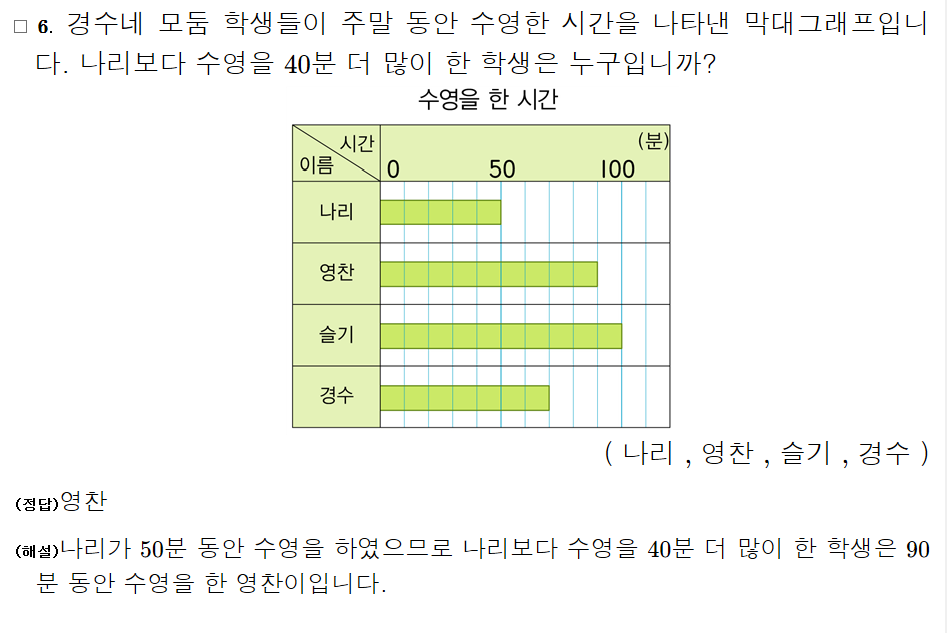 □ 6. 경수네 모둠 학생들이 주말 동안 수영한 시간을 나타낸 막대그래프입니
다. 나리보다 수영을 40분 더 많이 한 학생은 누구입니까?
수영을 한 시간
시간 (분)
이름 0 50 100
나리
영찬
슬기
경수
( 나리 , 영찬 , 슬기 , 경수 )
(정답)영찬
(해설)나리가 50분 동안 수영을 하였으므로 나리보다 수영을 40분 더 많이 한 학생은 90
분 동안 수영을 한 영찬이입니다.